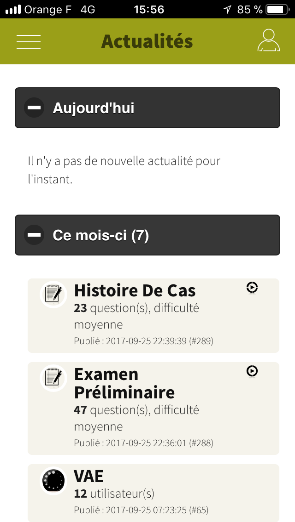 Orange F 4G 15:56 85 %
Actualités
Aujourd'hui
Il n'y a pas de nouvelle actualité pour
l'instant.
Ce mois-ci (7)
Histoire De Cas
23 question(s), difficulté
moyenne
Publié : 2017-09-25 22:39:39 (#289)
Examen
Préliminaire
47 question(s), difficulté
moyenne
Publié : 2017-09-25 22:36:01 (#288)
VAE
12 utilisateur(s)
Publié : 2017-09-25 07:23:25 (#65)